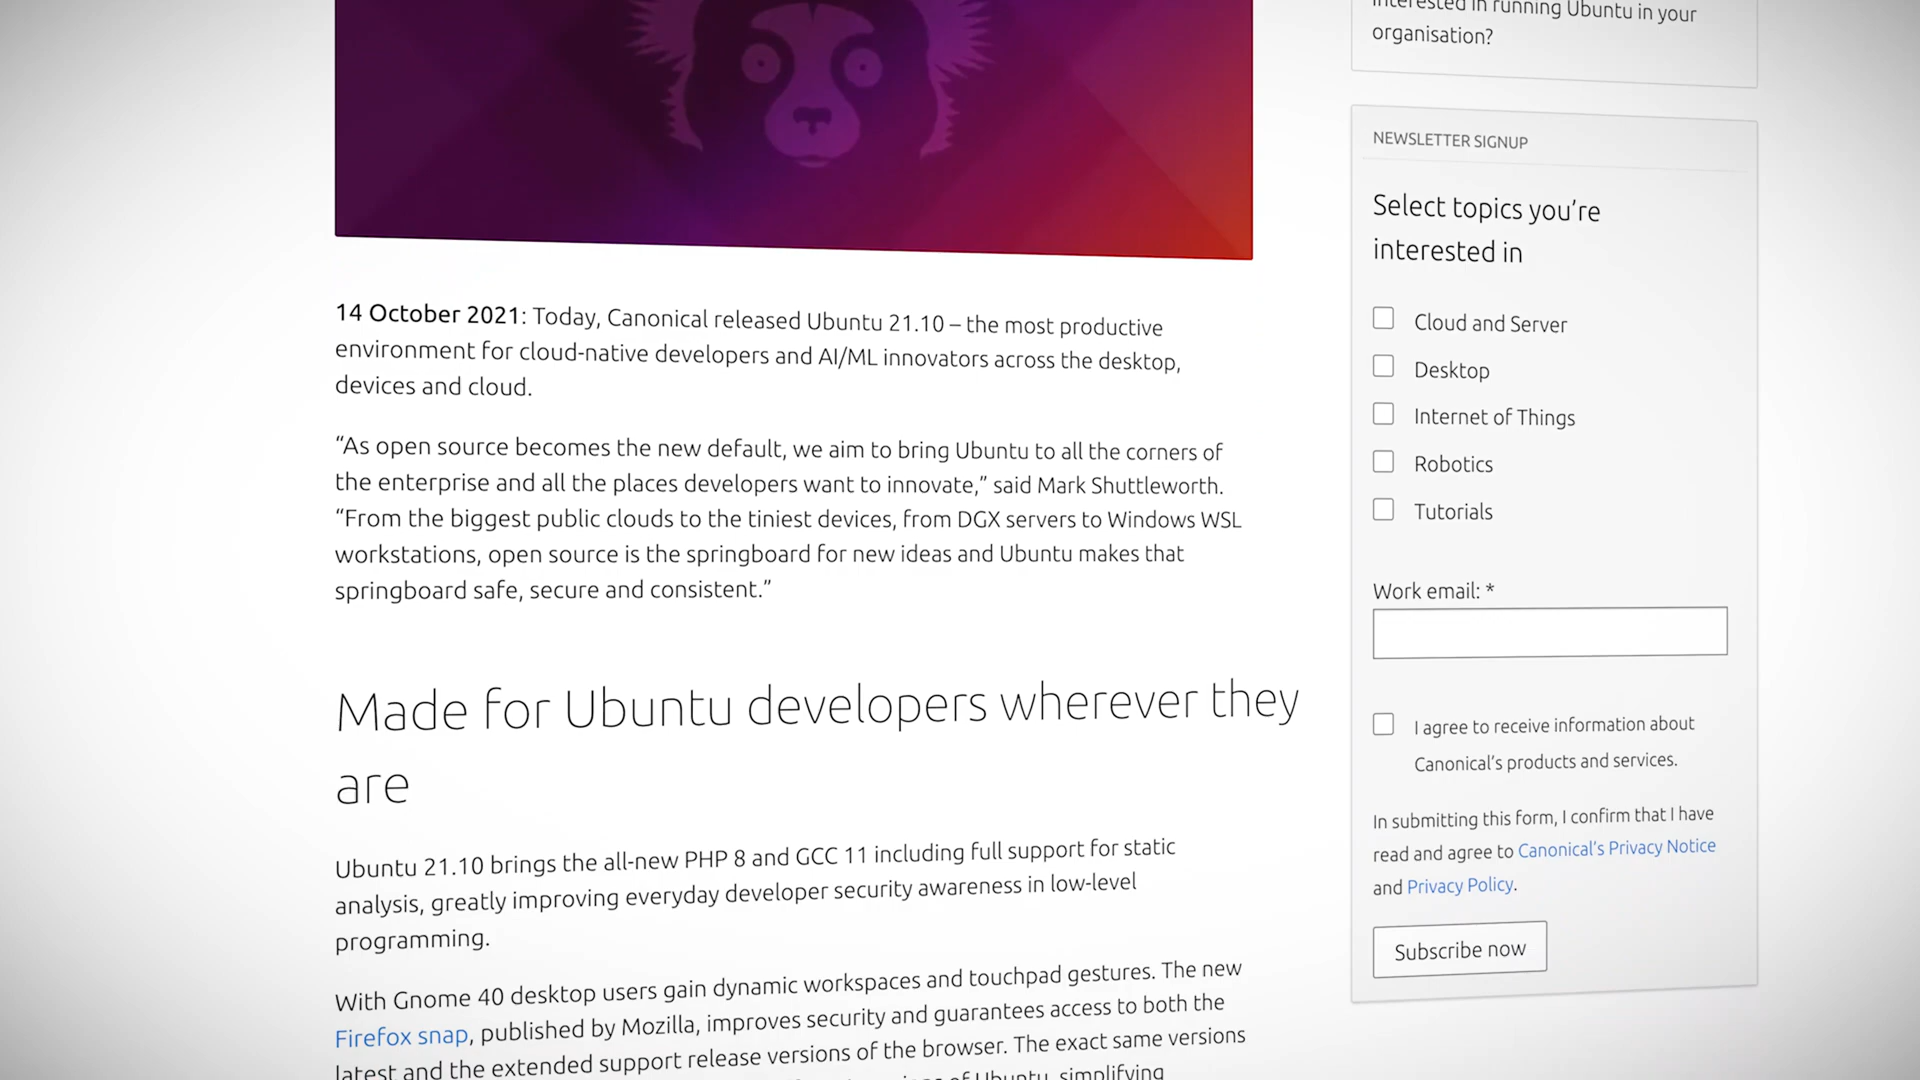 14 October 2021: Today, Canonical released Ubuntu 21.10 – the most productive
environment for cloud-native developers and AI/ML innovators across the desktop,
devices and cloud.
“As open source becomes the new default, we aim to bring Ubuntu to all the corners of
the enterprise and all the places developers want to innovate,” said Mark Shuttleworth.
“From the biggest public clouds to the tiniest devices, from DGX servers to Windows WSL
workstations, open source is the springboard for new ideas and Ubuntu makes that
springboard safe, secure and consistent.”
Made for Ubuntu developers wherever they
are
Ubuntu 21.10 brings the all-new PHP 8 and GCC 11 including full support for static
analysis, greatly improving everyday developer security awareness in low-level
programming.
With Gnome 40 desktop users gain dynamic workspaces and touchpad gestures. The new
Firefox snap, published by Mozilla, improves security and guarantees access to both the
latest and the extended support release versions of the browser. The exact same versions
of Ubuntu, simplifying
interested in running Ubuntu in your
organisation?
NEWSLETTER SIGNUP
Select topics you’re
interested in
Cloud and Server
Desktop
Internet of Things
Robotics
Tutorials
Work email: *
I agree to receive information about
Canonical’s products and services.
In submitting this form, I confirm that I have
read and agree to Canonical’s Privacy Notice
and Privacy Policy.
Subscribe now